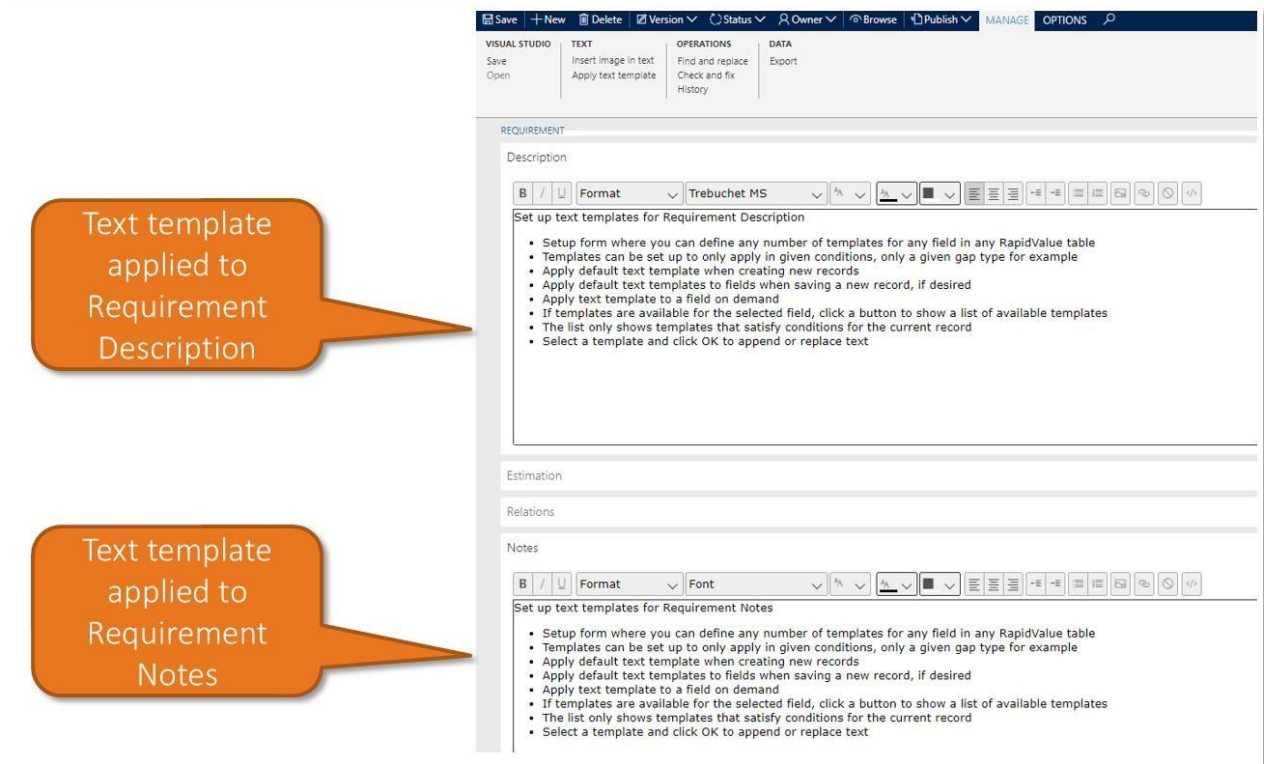 Save New Delete Version Status Owner Browse Publish MANAGE OPTIONS
VISUAL STUDIO TEXT OPERATIONS DATA
Save Insert image in text Find and replace Export
Open Apply text template Check and fix
History
REQUIREMENT
Description
B / U Format Trebuchet MS
Text template
applied to
Requirement
Description
Set up text templates for Requirement Description
• Setup form where you can define any number of templates for any field in any RapidValue table
• Templates can be set up to only apply in given conditions, only a given gap type for example
• Apply default text template when creating new records
• Apply default text templates to fields when saving a new record, if desired
• Apply text template to a field on demand
• If templates are available for the selected field, click a button to show a list of available templates
• The list only shows templates that satisfy conditions for the current record
• Select a template and click OK to append or replace text
Estimation
Relations
Notes
B / U Format Font
Text template
applied to
Requirement
Notes
Set up text templates for Requirement Notes
• Setup form where you can define any number of templates for any field in any RapidValue table
• Templates can be set up to only apply in given conditions, only a given gap type for example
• Apply default text template when creating new records
• Apply default text templates to fields when saving a new record, if desired
• Apply text template to a field on demand
• If templates are available for the selected field, click a button to show a list of available templates
• The list only shows templates that satisfy conditions for the current record
• Select a template and click OK to append or replace text